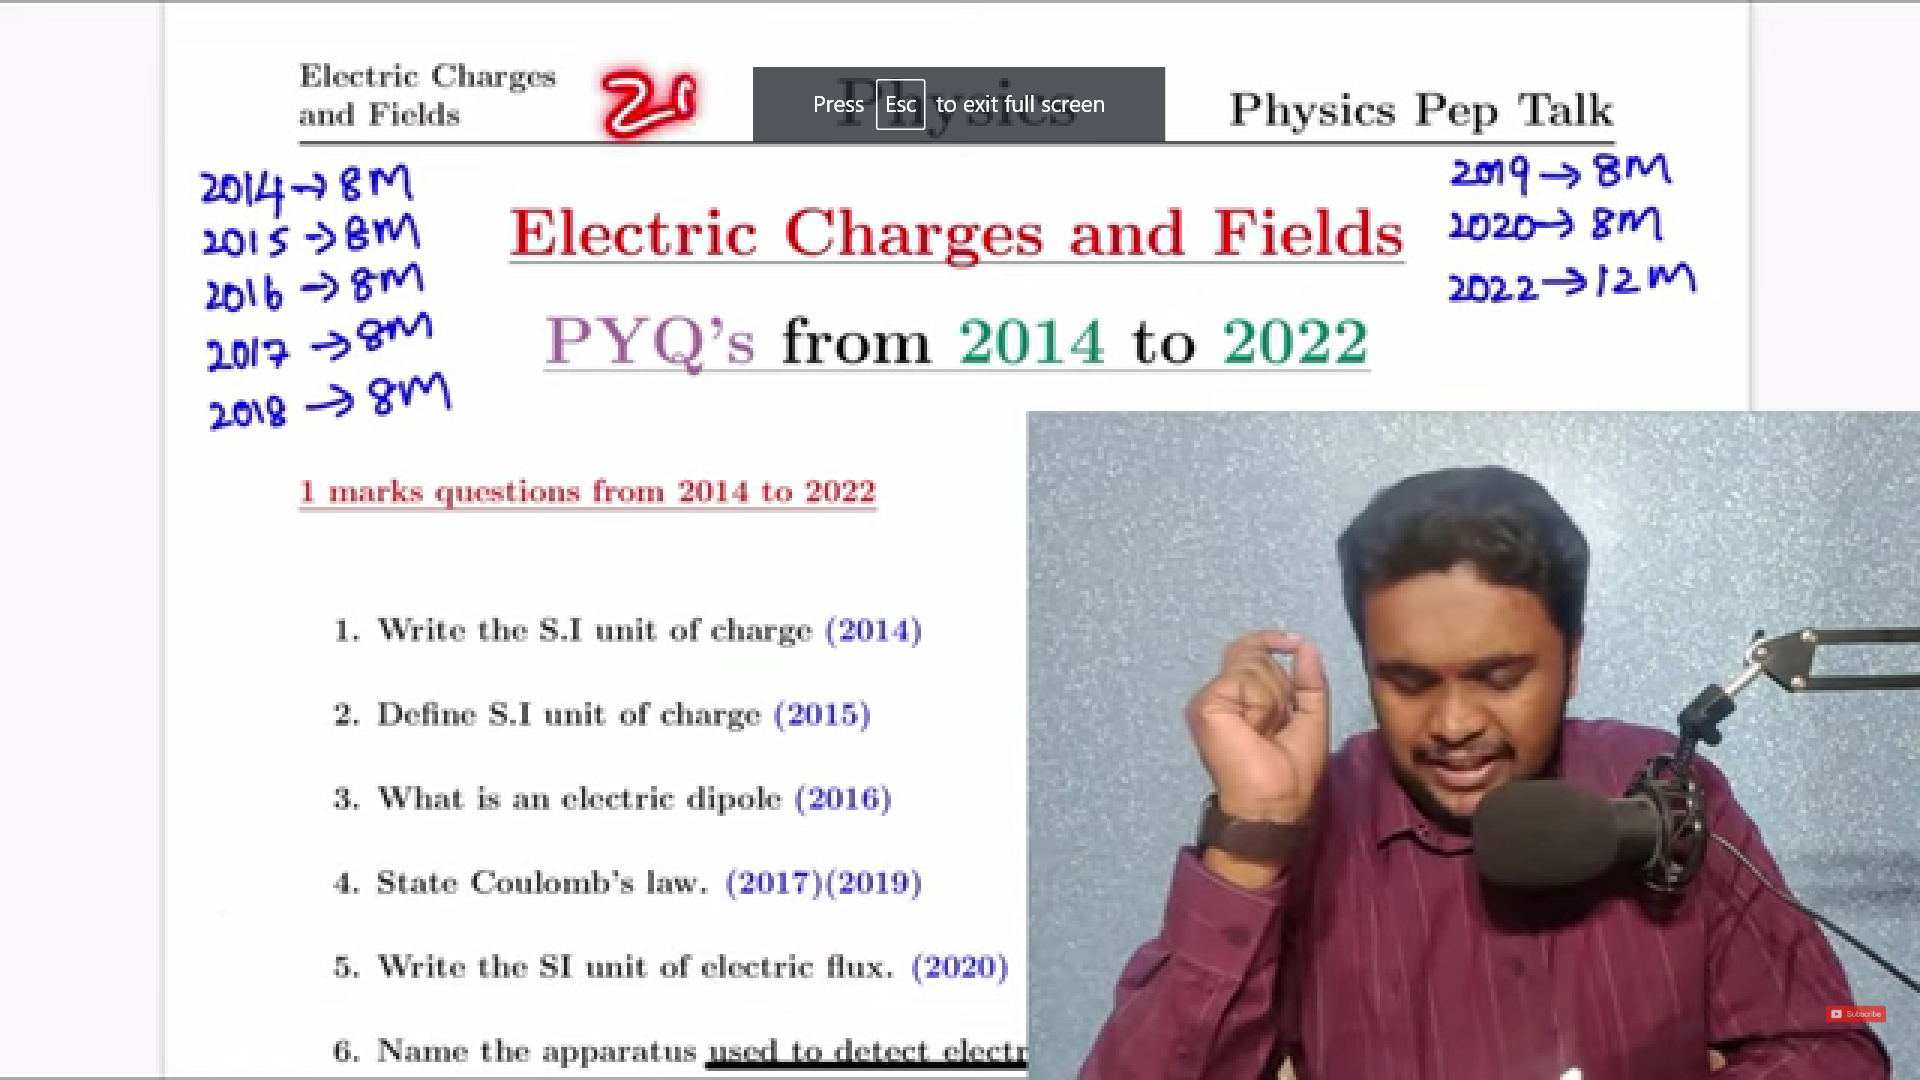 Electric Charges
and Fields
20
Physics
Press Esc to exit full screen
Physics Pep Talk
2014→8M
2015→8M
2016→8M
2017→8M
2018→8M
2019→8M
2020→8M
2022→12M
Electric Charges and Fields
PYQ's from 2014 to 2022
1 marks questions from 2014 to 2022
1. Write the S.I unit of charge (2014)
2. Define S.I unit of charge (2015)
3. What is an electric dipole (2016)
4. State Coulomb's law. (2017)(2019)
5. Write the SI unit of electric flux. (2020)
6. Name the apparatus used to detect electr
Subscribe